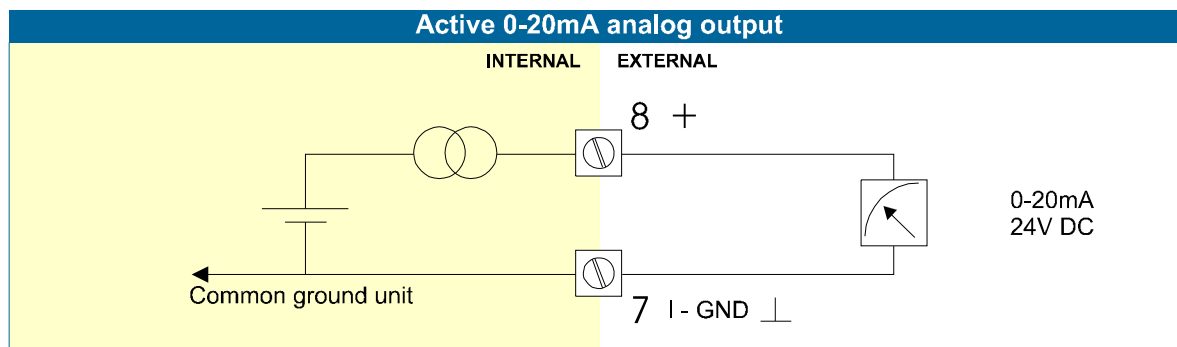 Active 0-20mA analog output
INTERNAL EXTERNAL
8 +
0-20mA
24V DC
Common ground unit
7 I - GND ⊥